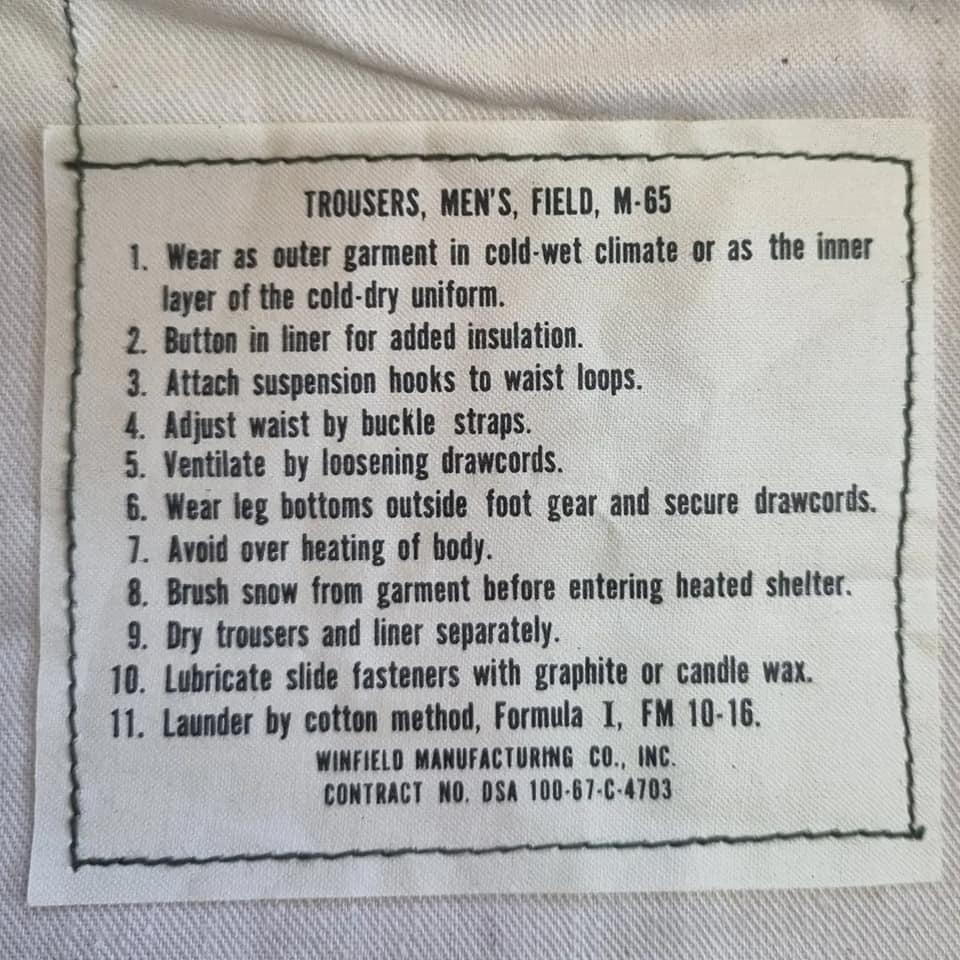 TROUSERS, MEN'S, FIELD, M-65
1. Wear as outer garment in cold-wet climate or as the inner
layer of the cold-dry uniform.
2. Button in liner for added insulation.
3. Attach suspension hooks to waist loops.
4. Adjust waist by buckle straps.
5. Ventilate by loosening drawcords.
6. Wear leg bottoms outside foot gear and secure drawcords.
7. Avoid over heating of body.
8. Brush snow from garment before entering heated shelter.
9. Dry trousers and liner separately.
10. Lubricate slide fasteners with graphite or candle wax.
11. Launder by cotton method, Formula I, FM 10-16.
WINFIELD MANUFACTURING CO., INC.
CONTRACT NO. DSA 100-67-C-4703